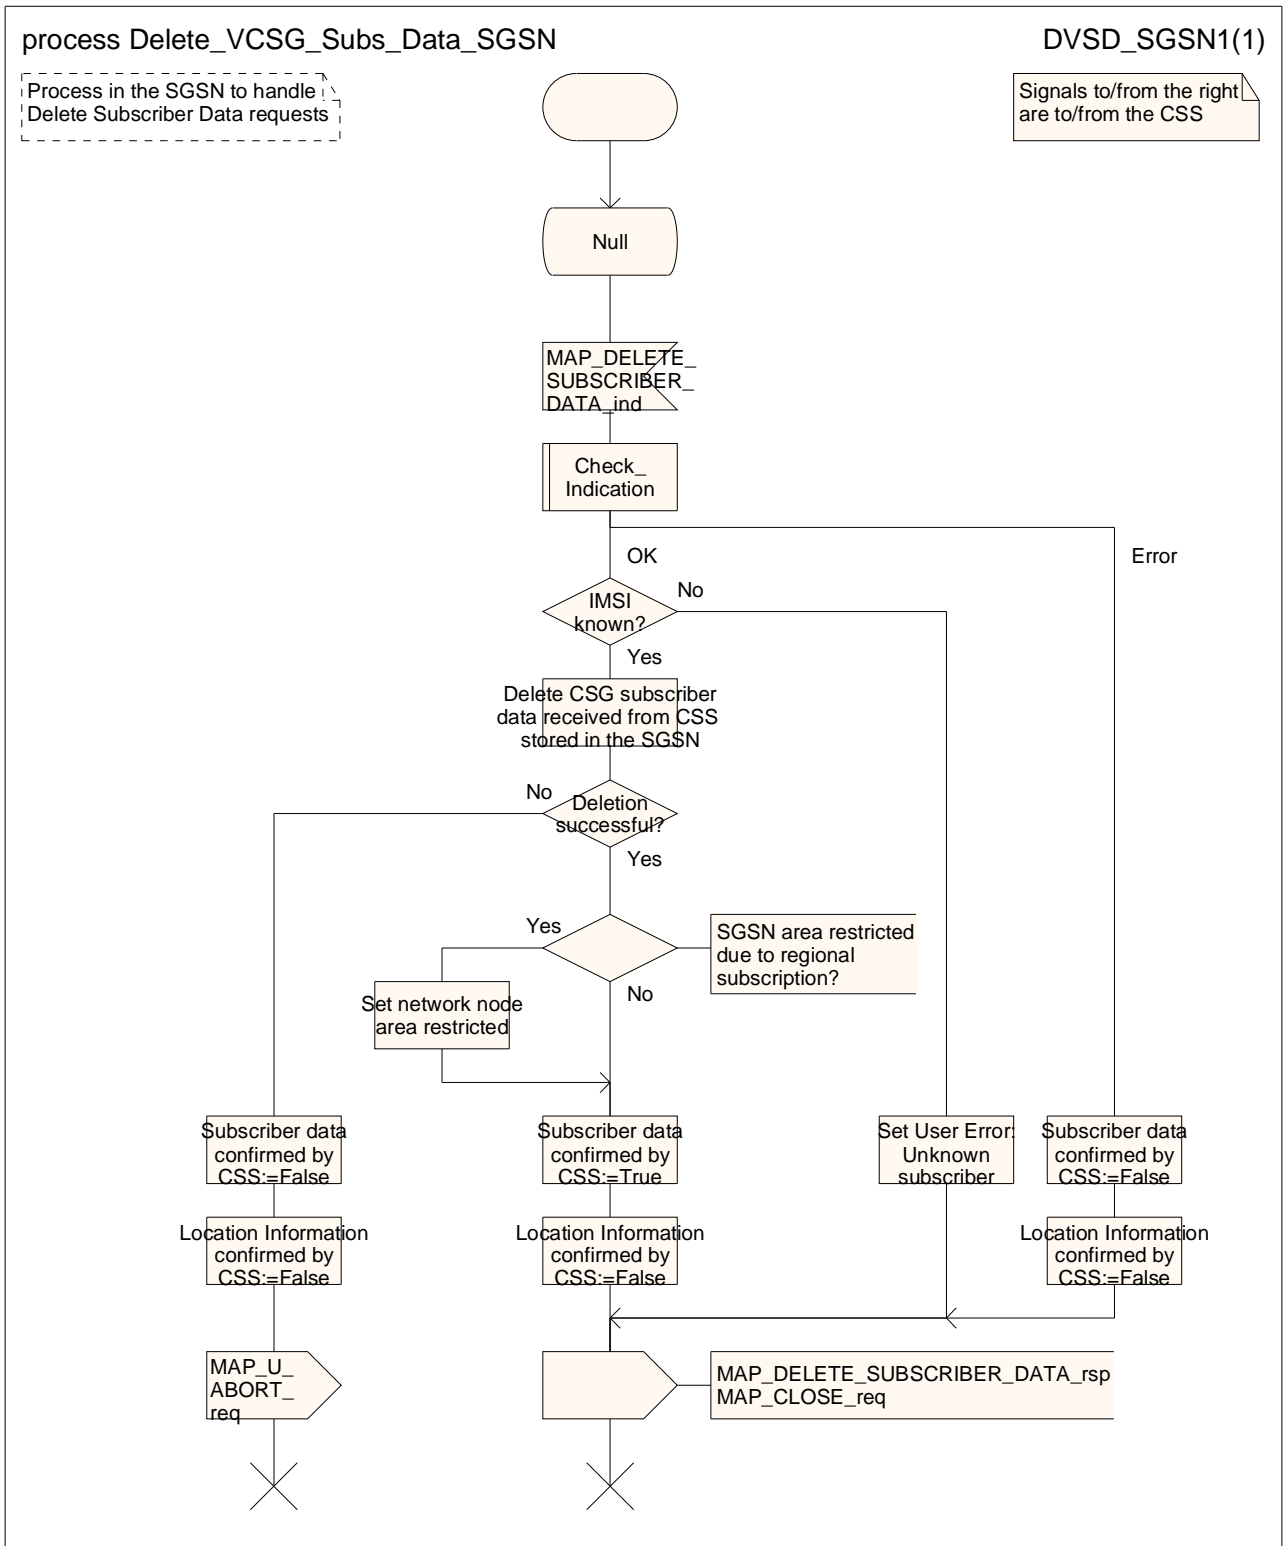 process Delete_VCSG_Subs_Data_SGSN
DVSD_SGSN1(1)
Process in the SGSN to handle
Delete Subscriber Data requests
Signals to/from the right
are to/from the CSS
Null
MAP_DELETE_
SUBSCRIBER_
DATA_ind
Check_
Indication
OK
Error
IMSI
known?
No
Yes
Delete CSG subscriber
data received from CSS
stored in the SGSN
No
Deletion
successful?
Yes
Yes
SGSN area restricted
due to regional
subscription?
No
Set network node
area restricted
Subscriber data
confirmed by
CSS:=False
Subscriber data
confirmed by
CSS:=True
Set User Error:
Unknown
subscriber
Subscriber data
confirmed by
CSS:=False
Location Information
confirmed by
CSS:=False
Location Information
confirmed by
CSS:=False
Location Information
confirmed by
CSS:=False
MAP_U_
ABORT_
req
MAP_DELETE_SUBSCRIBER_DATA_rsp
MAP_CLOSE_req